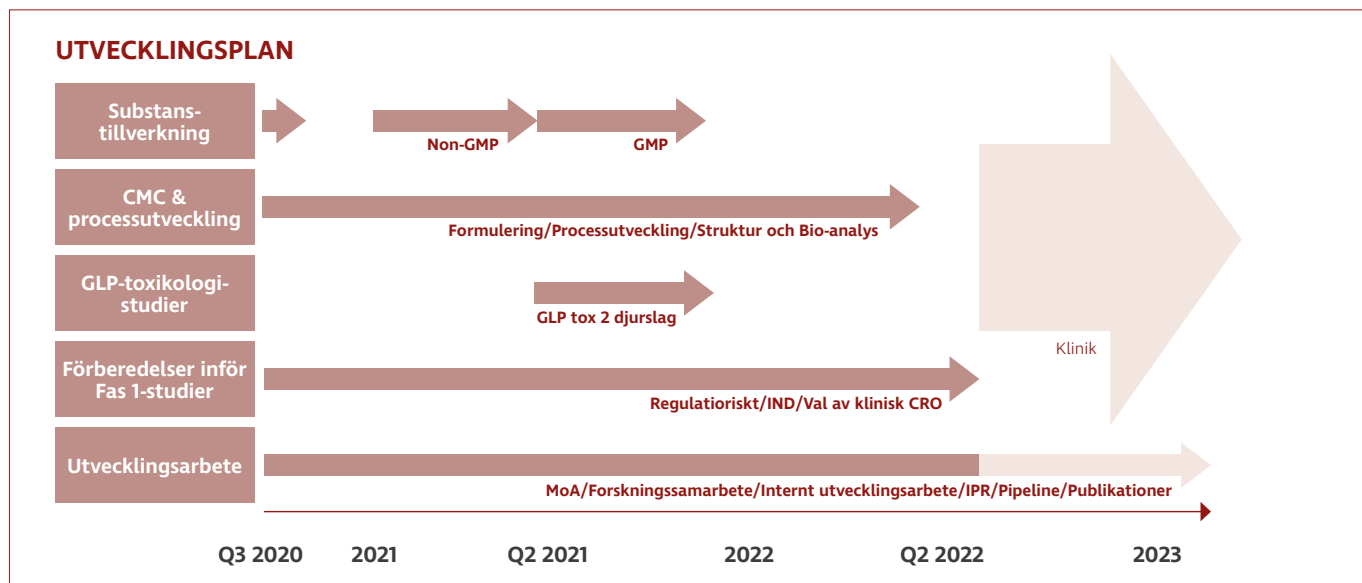 UTVECKLINGSPLAN
Substans-
tillverkning
Non-GMP
GMP
CMC &
processutveckling
Formulering/Processutveckling/Struktur och Bio-analys
GLP-toxikologi-
studier
GLP tox 2 djurslag
Klinik
Förberedelser inför
Fas 1-studier
Regulatioriskt/IND/Val av klinisk CRO
Utvecklingsarbete
MoA/Forskningssamarbete/Internt utvecklingsarbete/IPR/Pipeline/Publikationer
Q3 2020 2021 Q2 2021 2022 Q2 2022 2023